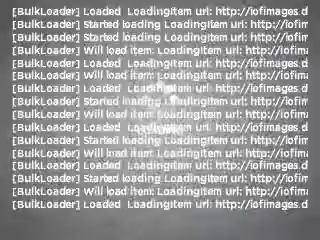 [BulkLoader] Loaded LoadingItem url: http://iofimages.d
[BulkLoader] Started loading LoadingItem url: http://iofim
[BulkLoader] Started loading LoadingItem url: http://iofim
[BulkLoader] Will load item: LoadingItem url: http://iofima
[BulkLoader] Loaded LoadingItem url: http://iofimages.d
[BulkLoader] Will load item: LoadingItem url: http://iofima
[BulkLoader] Loaded LoadingItem url: http://iofimages.d
[BulkLoader] Started loading LoadingItem url: http://iofim
[BulkLoader] Will load item: LoadingItem url: http://iofima
[BulkLoader] Loaded LoadingItem url: http://iofimages.d
[BulkLoader] Started loading LoadingItem url: http://iofim
[BulkLoader] Will load item: LoadingItem url: http://iofima
[BulkLoader] Loaded LoadingItem url: http://iofimages.d
[BulkLoader] Started loading LoadingItem url: http://iofim
[BulkLoader] Will load item: LoadingItem url: http://iofima
[BulkLoader] Loaded LoadingItem url: http://iofimages.d